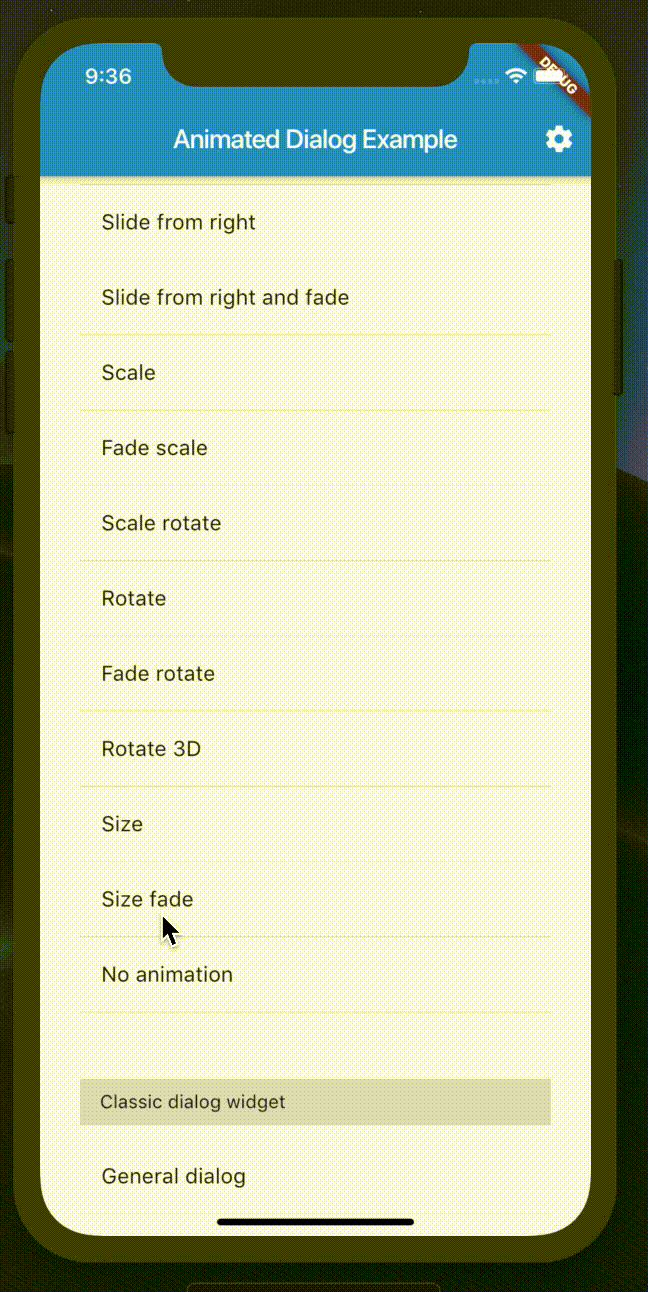 9:36
DEBUG
Animated Dialog Example
Slide from right
Slide from right and fade
Scale
Fade scale
Scale rotate
Rotate
Fade rotate
Rotate 3D
Size
Size fade
No animation
Classic dialog widget
General dialog